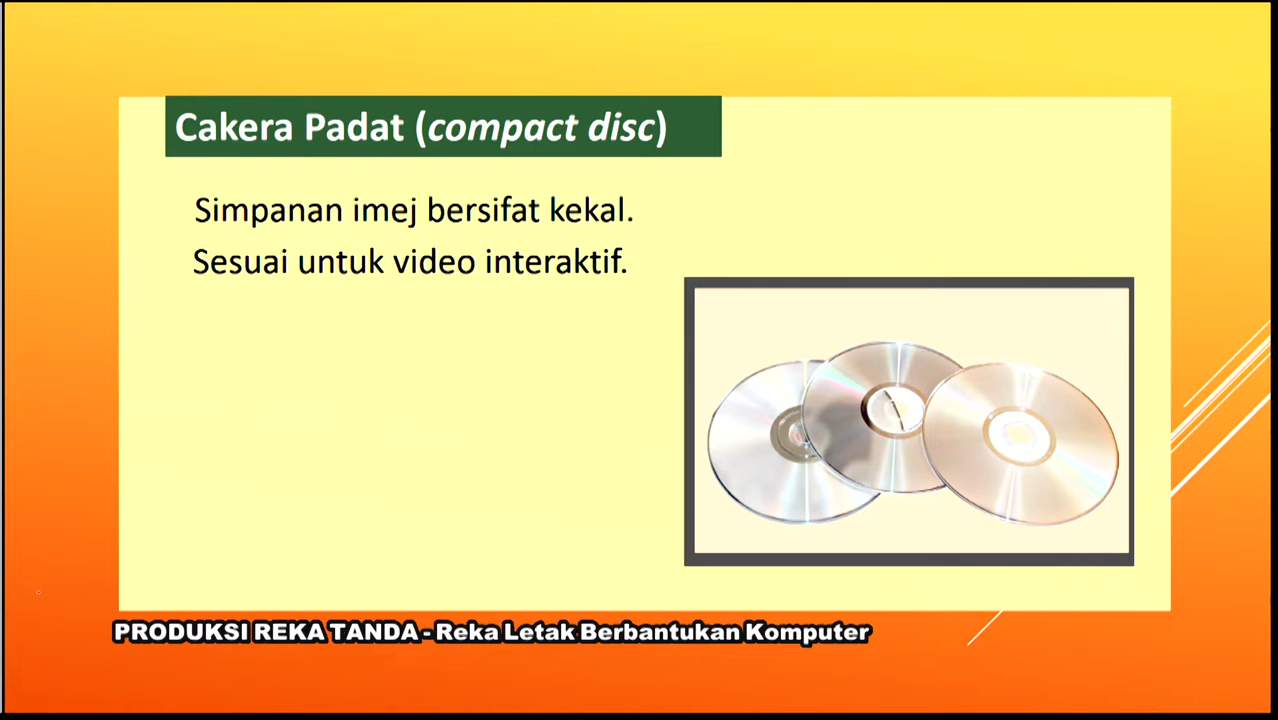 Cakera Padat (compact disc)
Simpanan imej bersifat kekal.
Sesuai untuk video interaktif.
PRODUKSI REKA TANDA - Reka Letak Berbantukan Komputer